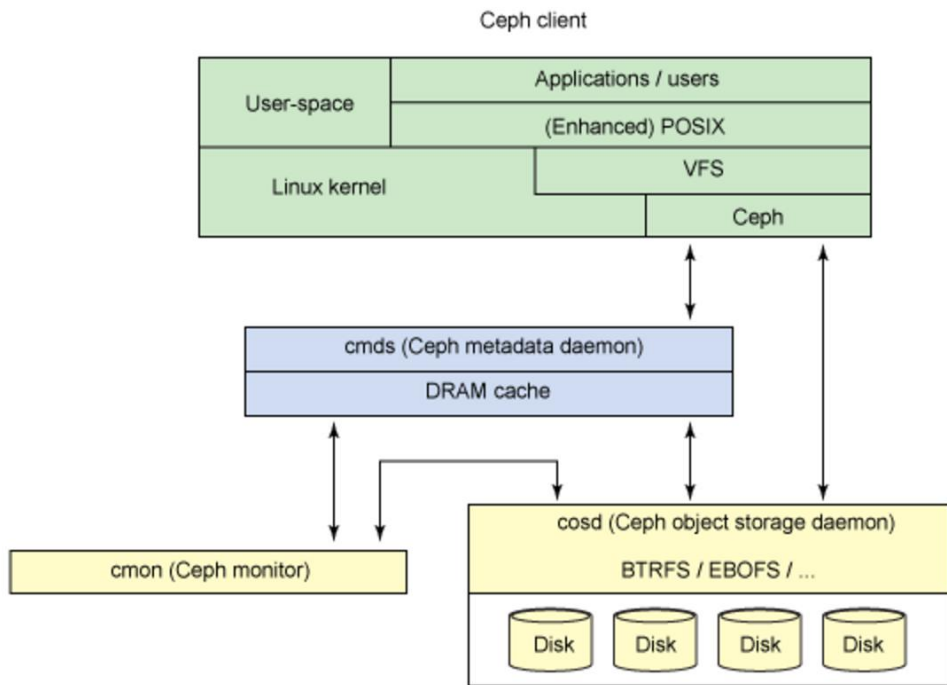 Ceph client
Applications / users
User-space
(Enhanced) POSIX
VFS
Linux kernel
Ceph
cmds (Ceph metadata daemon)
DRAM cache
cosd (Ceph object storage daemon)
cmon (Ceph monitor)
BTRFS / EBOFS / ...
Disk
Disk
Disk
Disk